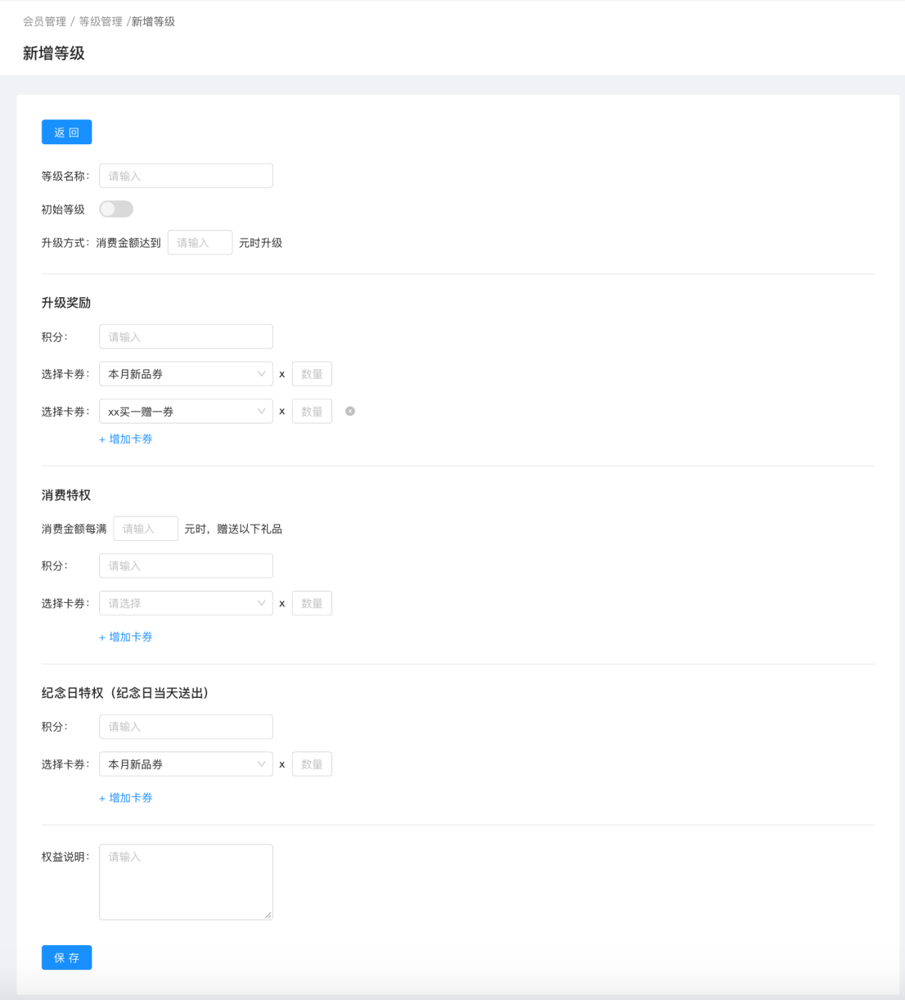 会员管理 / 等级管理 /新增等级
新增等级
返 回
等级名称： 请输入
初始等级
升级方式： 消费金额达到 请输入 元时升级
升级奖励
积分： 请输入
选择卡券： 本月新品券 x 数量
选择卡券： xx买一赠一券 x 数量
+ 增加卡券
消费特权
消费金额每满 请输入 元时，赠送以下礼品
积分： 请输入
选择卡券： 请选择 x 数量
+ 增加卡券
纪念日特权（纪念日当天送出）
积分： 请输入
选择卡券： 本月新品券 x 数量
+ 增加卡券
权益说明： 请输入
保 存